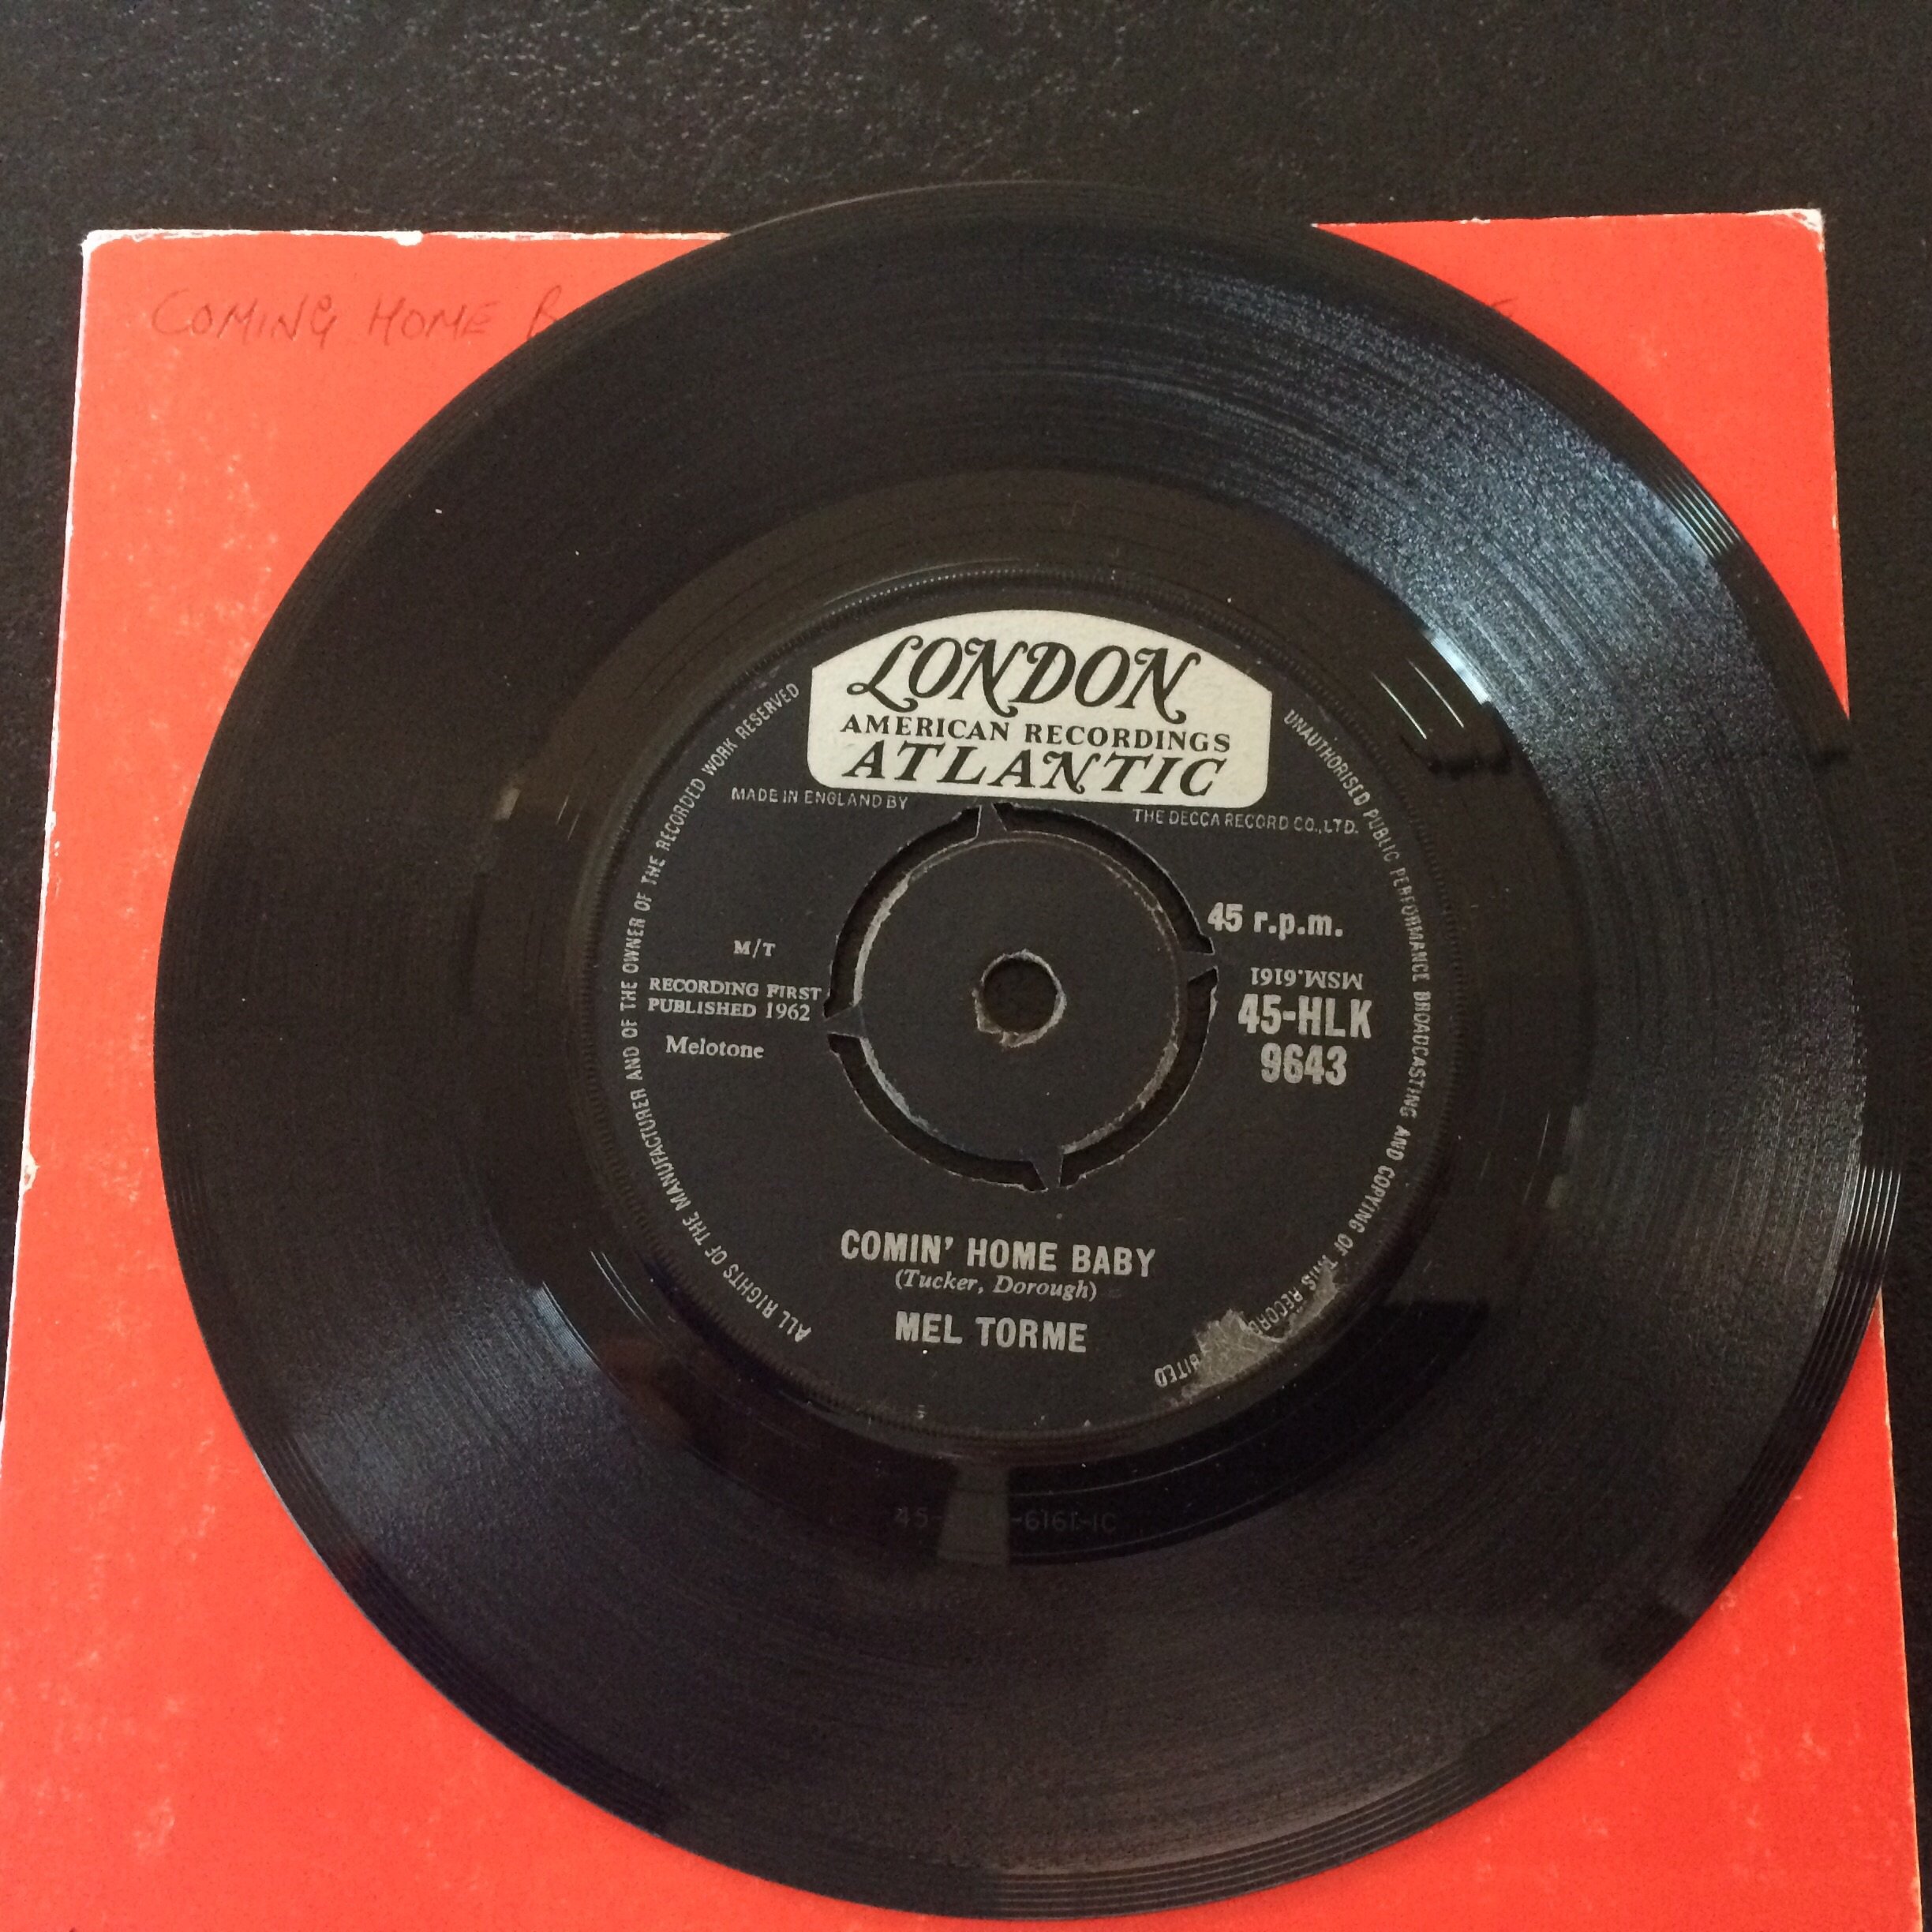 COMING HOME
LONDON
AMERICAN RECORDINGS
ATLANTIC
MADE IN ENGLAND BY
THE DECCA RECORD CO., LTD.
ALL RIGHTS OF THE MANUFACTURER AND OF THE OWNER OF THE RECORDED WORK RESERVED
UNAUTHORISED PUBLIC PERFORMANCE BROADCASTING AND COPYING OF THIS RECORD
45 r.p.m.
M/T
RECORDING FIRST
PUBLISHED 1962
Melotone
MSM.6161
45-HLK
9643
COMIN' HOME BABY
(Tucker, Dorough)
MEL TORME